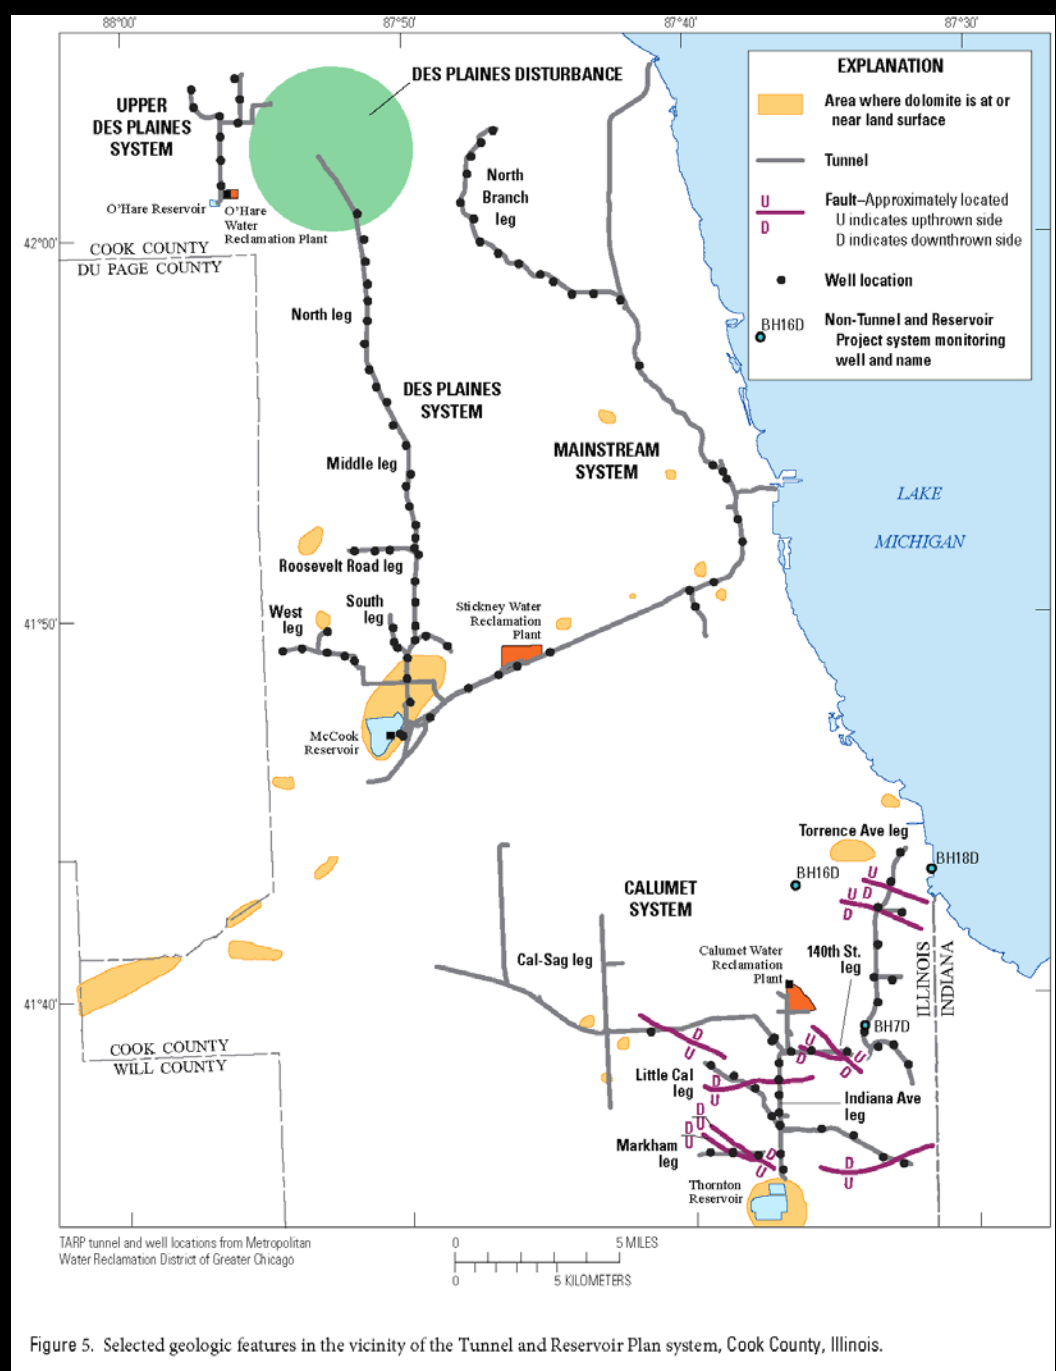 88°00'
87°50'
87°40'
87°30'
DES PLAINES DISTURBANCE
UPPER
DES PLAINES
SYSTEM
North
Branch
leg
O'Hare Reservoir
O'Hare
Water
Reclamation Plant
42°00'
COOK COUNTY
DU PAGE COUNTY
North leg
DES PLAINES
SYSTEM
MAINSTREAM
SYSTEM
Middle leg
Roosevelt Road leg
West
leg
South
leg
Stickney Water
Reclamation
Plant
41°50'
McCook
Reservoir
EXPLANATION
Area where dolomite is at or
near land surface
Tunnel
U
D
Fault–Approximately located
U indicates upthrown side
D indicates downthrown side
Well location
BH16D
Non-Tunnel and Reservoir
Project system monitoring
well and name
LAKE
MICHIGAN
Torrence Ave leg
BH18D
BH16D
U
U
D
D
CALUMET
SYSTEM
Calumet Water
Reclamation
Plant
140th St.
leg
ILLINOIS
INDIANA
Cal-Sag leg
41°40'
BH7D
COOK COUNTY
WILL COUNTY
D
U
U
D
U
D
Little Cal
leg
D
U
Indiana Ave
leg
D
U
D
U
Markham
leg
D
U
D
U
Thornton
Reservoir
TARP tunnel and well locations from Metropolitan
Water Reclamation District of Greater Chicago
0
5 MILES
0
5 KILOMETERS
Figure 5. Selected geologic features in the vicinity of the Tunnel and Reservoir Plan system, Cook County, Illinois.